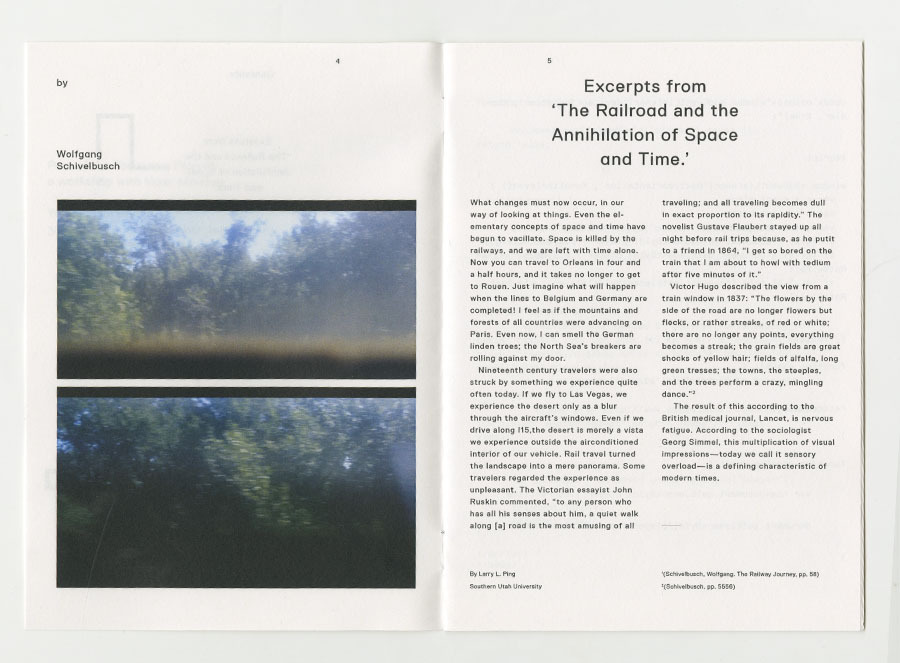 4
by
Wolfgang
Schivelbusch
5
Excerpts from
‘The Railroad and the
Annihilation of Space
and Time.’
What changes must now occur, in our
way of looking at things. Even the el-
ementary concepts of space and time have
begun to vacillate. Space is killed by the
railways, and we are left with time alone.
Now you can travel to Orleans in four and
a half hours, and it takes no longer to get
to Rouen. Just imagine what will happen
when the lines to Belgium and Germany are
completed! I feel as if the mountains and
forests of all countries were advancing on
Paris. Even now, I can smell the German
linden trees; the North Sea’s breakers are
rolling against my door.
Nineteenth century travelers were also
struck by something we experience quite
often today. If we fly to Las Vegas, we
experience the desert only as a blur
through the aircraft’s windows. Even if we
drive along I15,the desert is merely a vista
we experience outside the airconditioned
interior of our vehicle. Rail travel turned
the landscape into a mere panorama. Some
travelers regarded the experience as
unpleasant. The Victorian essayist John
Ruskin commented, “to any person who
has all his senses about him, a quiet walk
along [a] road is the most amusing of all
traveling; and all traveling becomes dull
in exact proportion to its rapidity.” The
novelist Gustave Flaubert stayed up all
night before rail trips because, as he putit
to a friend in 1864, “I get so bored on the
train that I am about to howl with tedium
after five minutes of it.”
Victor Hugo described the view from a
train window in 1837: “The flowers by the
side of the road are no longer flowers but
flecks, or rather streaks, of red or white;
there are no longer any points, everything
becomes a streak; the grain fields are great
shocks of yellow hair; fields of alfalfa, long
green tresses; the towns, the steeples,
and the trees perform a crazy, mingling
dance.”²
The result of this according to the
British medical journal, Lancet, is nervous
fatigue. According to the sociologist
Georg Simmel, this multiplication of visual
impressions—today we call it sensory
overload—is a defining characteristic of
modern times.
By Larry L. Ping
Southern Utah University
¹(Schivelbusch, Wolfgang. The Railway Journey, pp. 58)
²(Schivelbusch. pp. 5556)